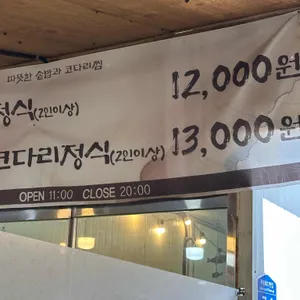 따뜻한 솥밥과 코다리찜
정식(2인이상) 12,000원
코다리정식(2인이상) 13,000원
OPEN 11:00 CLOSE 20:00